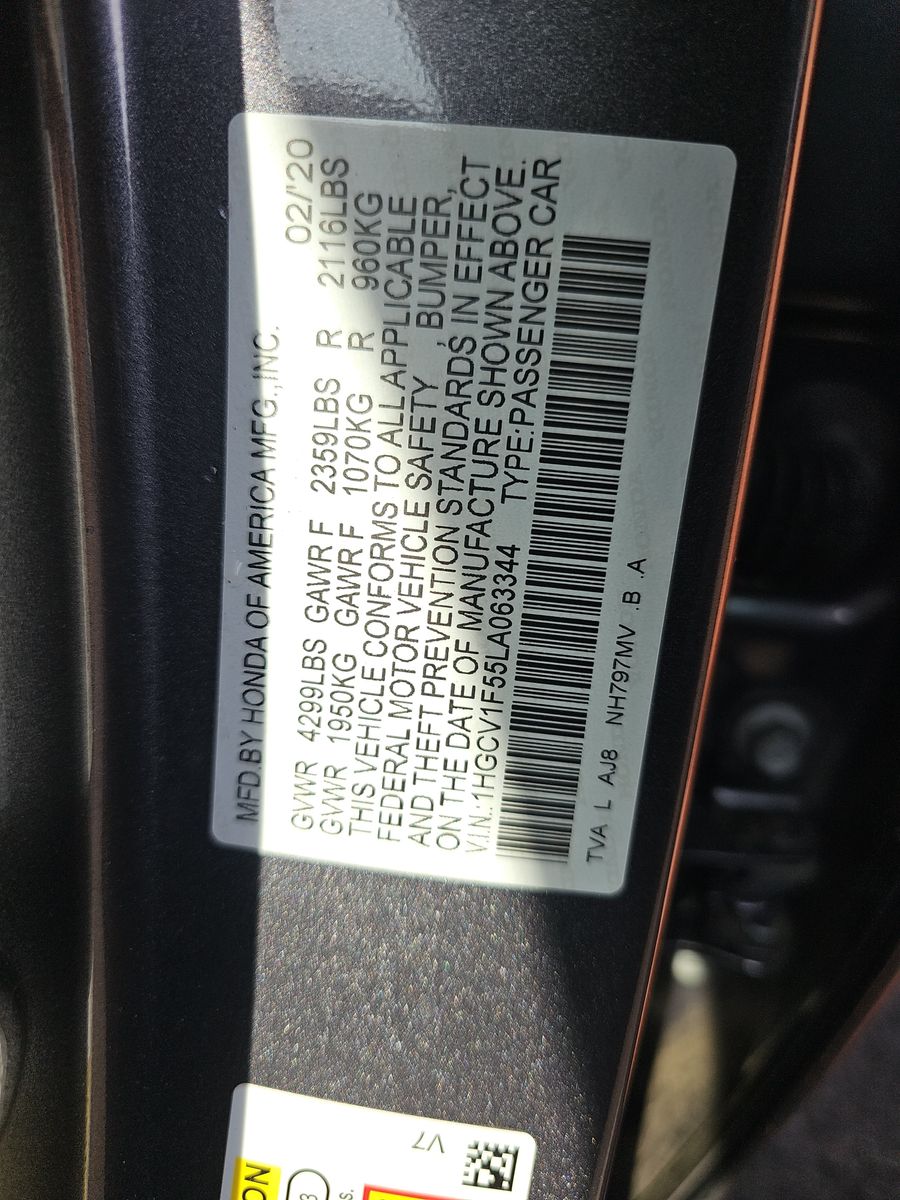 MFD BY HONDA OF AMERICA MFG., INC. 02/'20
GVWR 4299LBS GAWR F 2359LBS R 2116LBS
GVWR 1950KG GAWR F 1070KG R 960KG
THIS VEHICLE CONFORMS TO ALL APPLICABLE
FEDERAL MOTOR VEHICLE SAFETY, BUMPER,
AND THEFT PREVENTION STANDARDS IN EFFECT
ON THE DATE OF MANUFACTURE SHOWN ABOVE.
V.I.N.:1HGCV1F55LA063344 TYPE:PASSENGER CAR
TVA L AJ8 NH797MV .B .A
V7